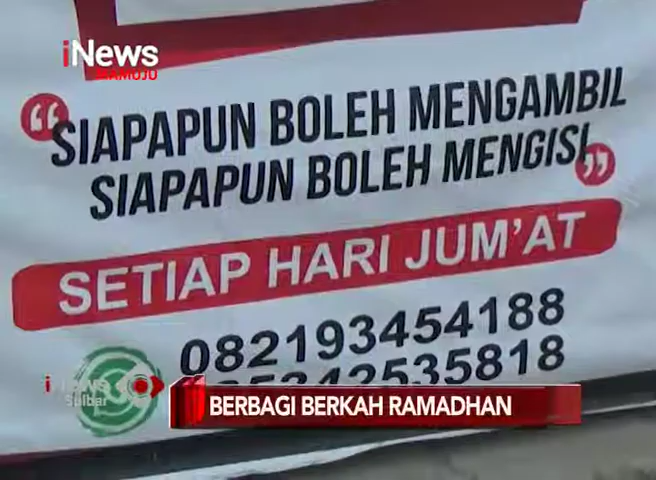 iNews
MAMUJU
“SIAPAPUN BOLEH MENGAMBIL
SIAPAPUN BOLEH MENGISI”
SETIAP HARI JUM'AT
082193454188
iNews
Sulbar
BERBAGI BERKAH RAMADHAN